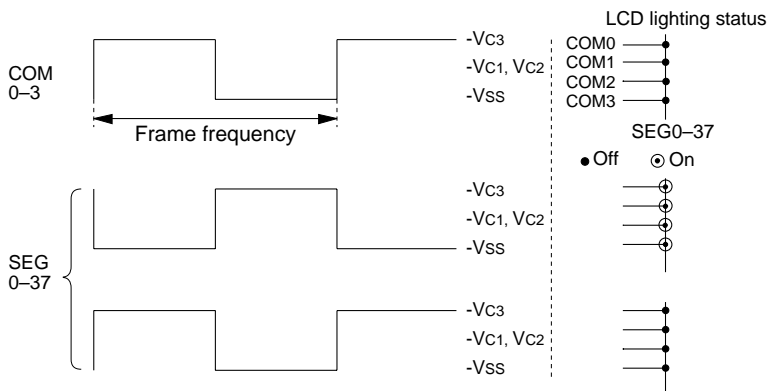 LCD lighting status
COM
0–3
-VC3
-VC1, VC2
-VSS
Frame frequency
COM0
COM1
COM2
COM3
SEG0–37
Off
On
SEG
0–37
-VC3
-VC1, VC2
-VSS
-VC3
-VC1, VC2
-VSS